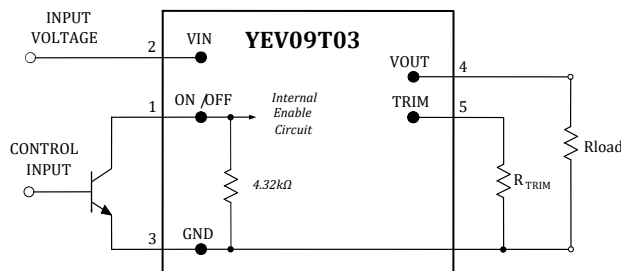 INPUT
VOLTAGE
2
VIN
YEV09T03
VOUT
4
1
ON /OFF
Internal
Enable
Circuit
TRIM
5
CONTROL
INPUT
4.32kΩ
R TRIM
Rload
3
GND